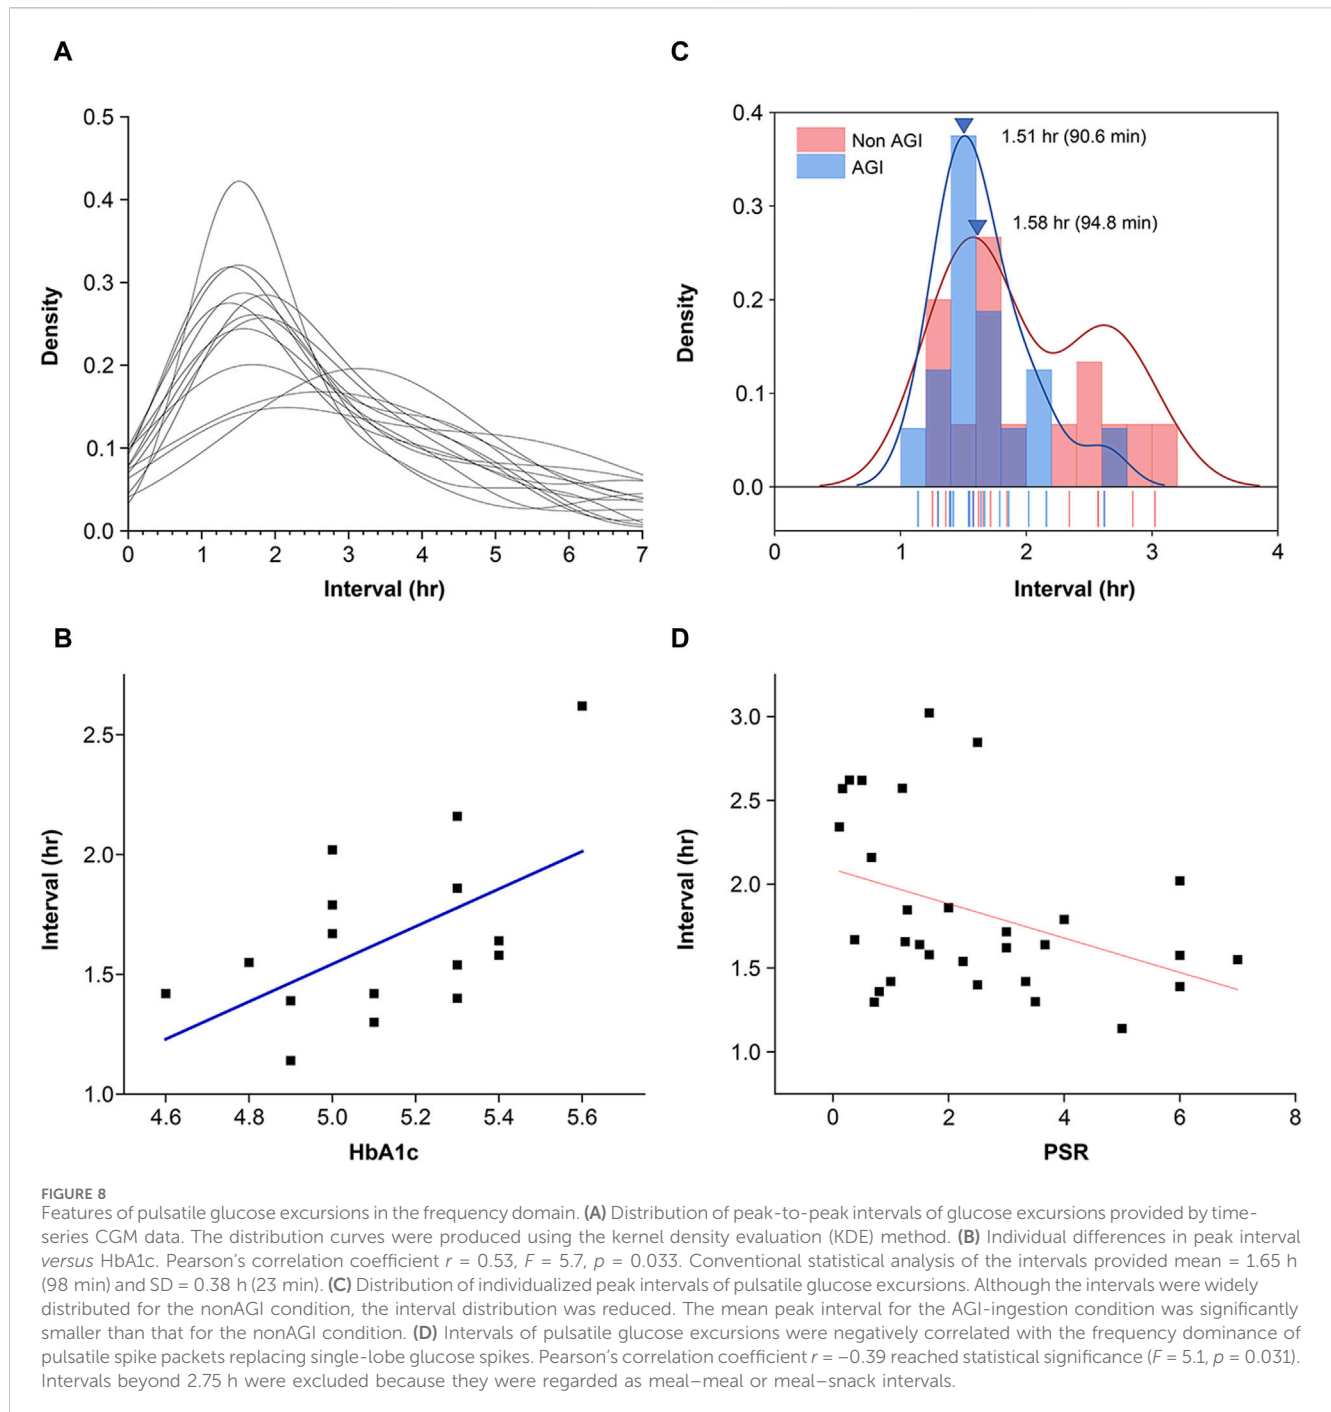 A
0.5
0.4
0.3
0.2
0.1
0.0
Density
0 1 2 3 4 5 6 7
Interval (hr)
C
0.4
0.3
0.2
0.1
0.0
Density
Non AGI
AGI
1.51 hr (90.6 min)
1.58 hr (94.8 min)
0 1 2 3 4
Interval (hr)
B
2.5
2.0
1.5
1.0
Interval (hr)
4.6 4.8 5.0 5.2 5.4 5.6
HbA1c
D
3.0
2.5
2.0
1.5
1.0
Interval (hr)
0 2 4 6 8
PSR
FIGURE 8
Features of pulsatile glucose excursions in the frequency domain. (A) Distribution of peak-to-peak intervals of glucose excursions provided by time-
series CGM data. The distribution curves were produced using the kernel density evaluation (KDE) method. (B) Individual differences in peak interval
versus HbA1c. Pearson's correlation coefficient r = 0.53, F = 5.7, p = 0.033. Conventional statistical analysis of the intervals provided mean = 1.65 h
(98 min) and SD = 0.38 h (23 min). (C) Distribution of individualized peak intervals of pulsatile glucose excursions. Although the intervals were widely
distributed for the nonAGI condition, the interval distribution was reduced. The mean peak interval for the AGI-ingestion condition was significantly
smaller than that for the nonAGI condition. (D) Intervals of pulsatile glucose excursions were negatively correlated with the frequency dominance of
pulsatile spike packets replacing single-lobe glucose spikes. Pearson's correlation coefficient r = −0.39 reached statistical significance (F = 5.1, p = 0.031).
Intervals beyond 2.75 h were excluded because they were regarded as meal–meal or meal–snack intervals.